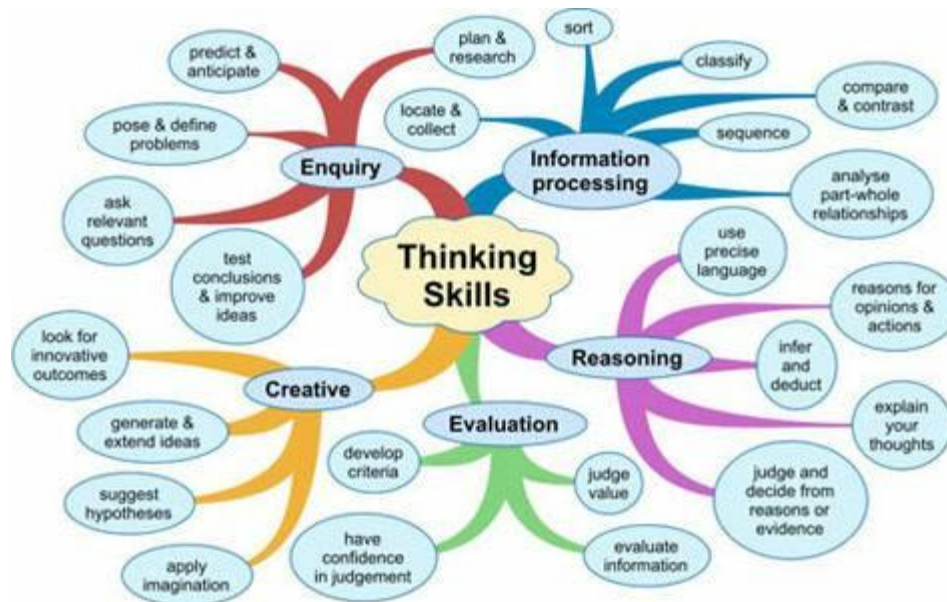 Thinking
Skills
Enquiry
predict &
anticipate
plan &
research
pose & define
problems
ask
relevant
questions
test
conclusions
& improve
ideas
Information
processing
sort
classify
locate &
collect
compare
& contrast
sequence
analyse
part-whole
relationships
Reasoning
use
precise
language
reasons for
opinions &
actions
infer
and
deduct
explain
your
thoughts
judge and
decide from
reasons or
evidence
Evaluation
develop
criteria
judge
value
have
confidence
in judgement
evaluate
information
Creative
look for
innovative
outcomes
generate &
extend ideas
suggest
hypotheses
apply
imagination